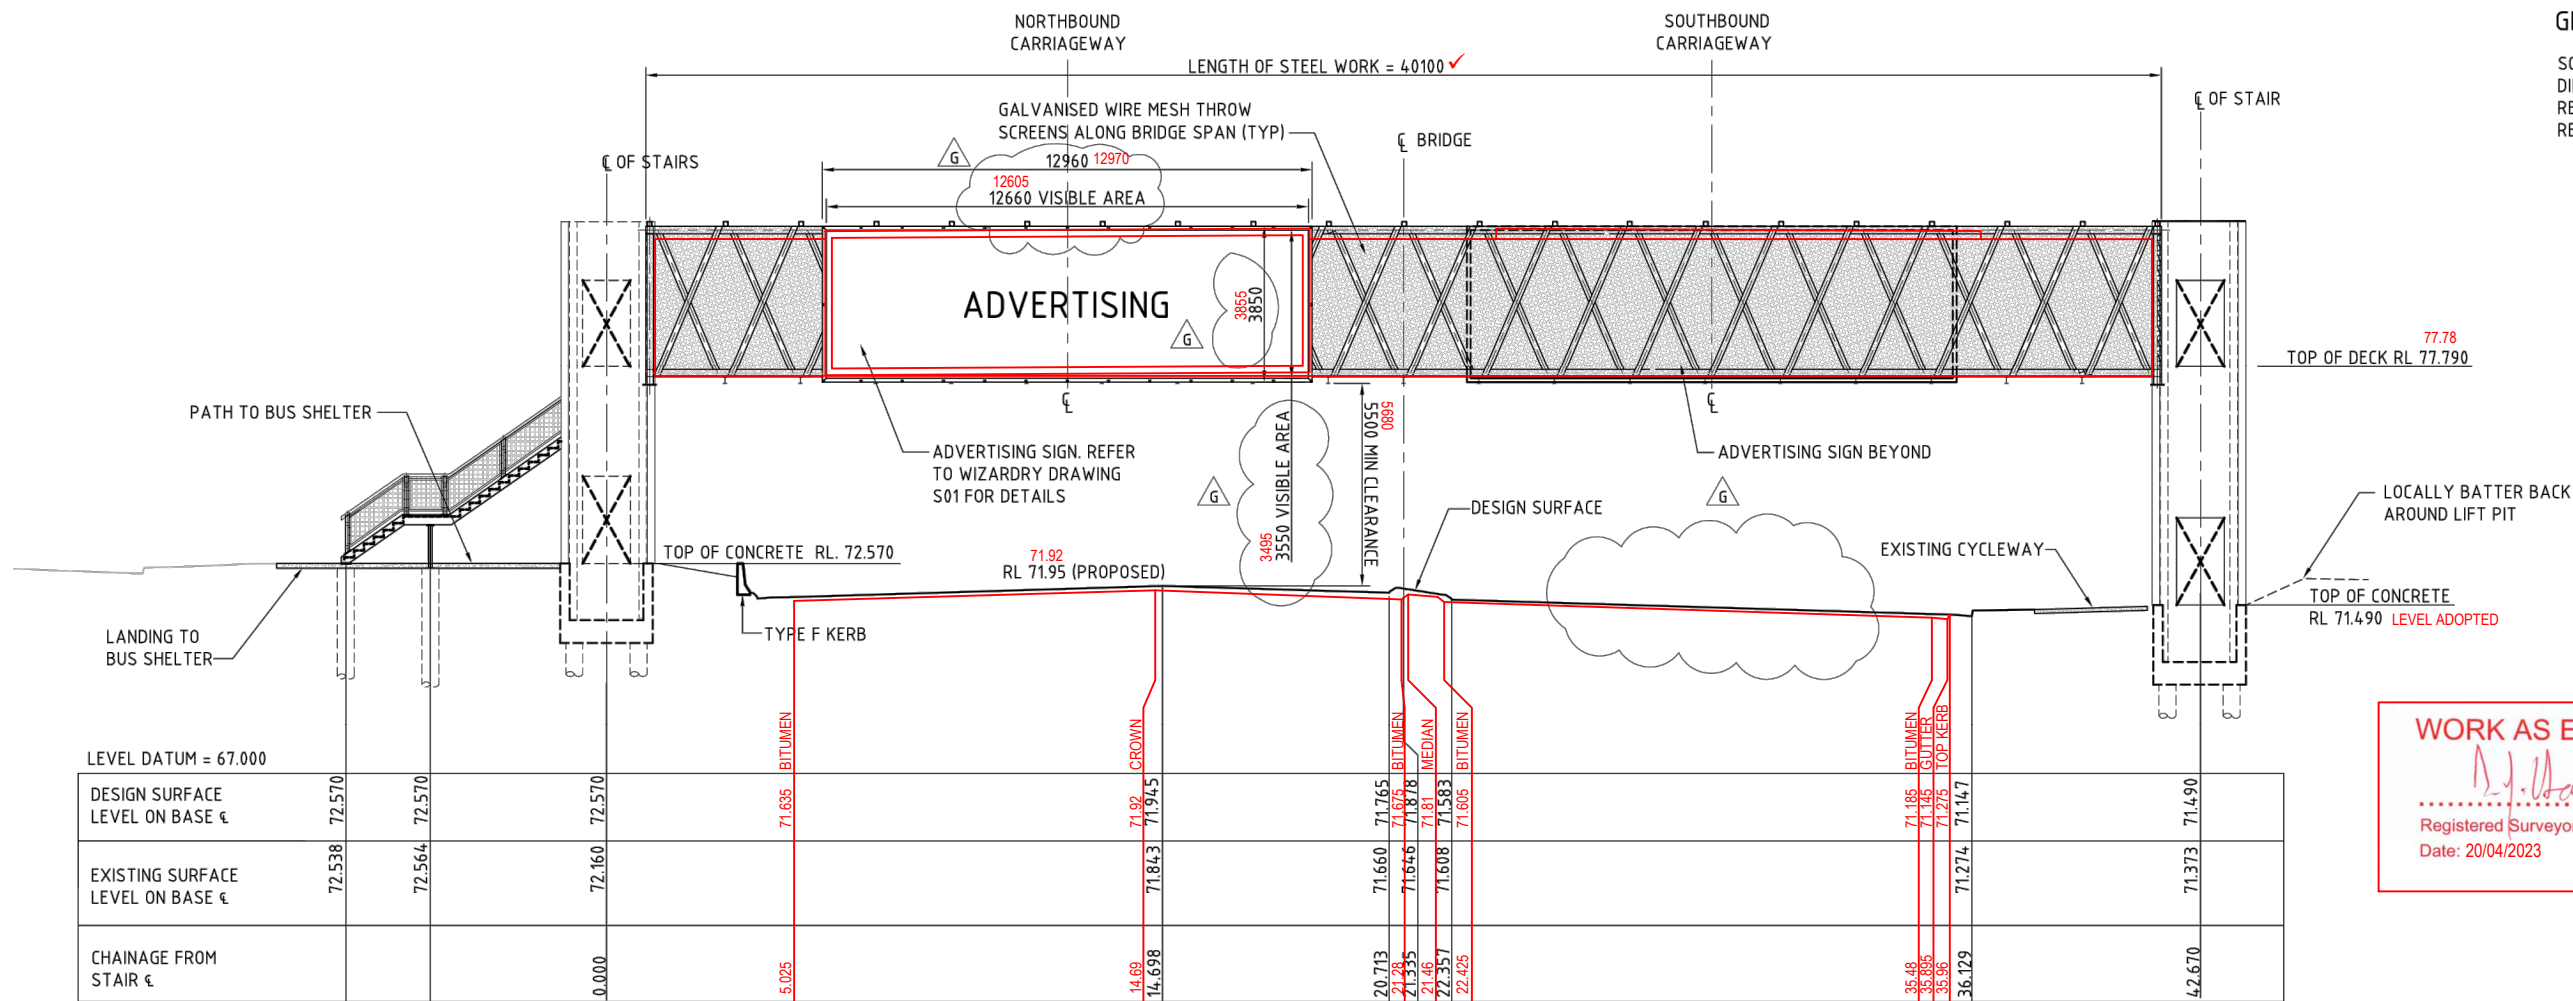 NORTHBOUND
CARRIAGEWAY
SOUTHBOUND
CARRIAGEWAY
LENGTH OF STEEL WORK = 40100 ✓
GALVANISED WIRE MESH THROW
SCREENS ALONG BRIDGE SPAN (TYP)
℄ OF STAIR
℄ BRIDGE
℄ OF STAIRS
G
12960 12970
12605
12660 VISIBLE AREA
ADVERTISING
3855
3850
G
77.78
TOP OF DECK RL 77.790
℄
℄
PATH TO BUS SHELTER
5680
5500 MIN CLEARANCE
ADVERTISING SIGN. REFER
TO WIZARDRY DRAWING
S01 FOR DETAILS
3495
3550 VISIBLE AREA
G
ADVERTISING SIGN BEYOND
G
DESIGN SURFACE
LOCALLY BATTER BACK
AROUND LIFT PIT
EXISTING CYCLEWAY
TOP OF CONCRETE RL. 72.570
71.92
RL 71.95 (PROPOSED)
TOP OF CONCRETE
RL 71.490 LEVEL ADOPTED
TYPE F KERB
LANDING TO
BUS SHELTER
BITUMEN
CROWN
BITUMEN
MEDIAN
BITUMEN
BITUMEN
GUTTER
TOP KERB
WORK AS
Registered Surveyo
Date: 20/04/2023
LEVEL DATUM = 67.000
DESIGN SURFACE
LEVEL ON BASE ℄
72.570
72.570
72.570
71.635
71.92
71.945
71.765
71.675
71.878
71.81
71.583
71.605
71.185
71.145
71.275
71.147
71.490
EXISTING SURFACE
LEVEL ON BASE ℄
72.538
72.564
72.160
71.843
71.660
71.646
71.608
71.274
71.373
CHAINAGE FROM
STAIR ℄
0.000
5.025
14.69
14.698
20.713
21.28
21.335
21.46
22.357
22.425
35.48
35.895
35.96
36.129
42.670